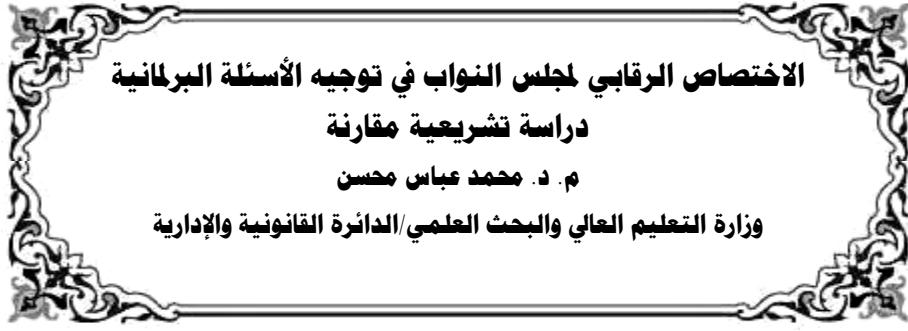 الاختصاص الرقابي لمجلس النواب في توجيه الأسئلة البرلمانية
دراسة تشريعية مقارنة
م. د. محمد عباس محسن
وزارة التعليم العالي والبحث العلمي/الدائرة القانونية والإدارية